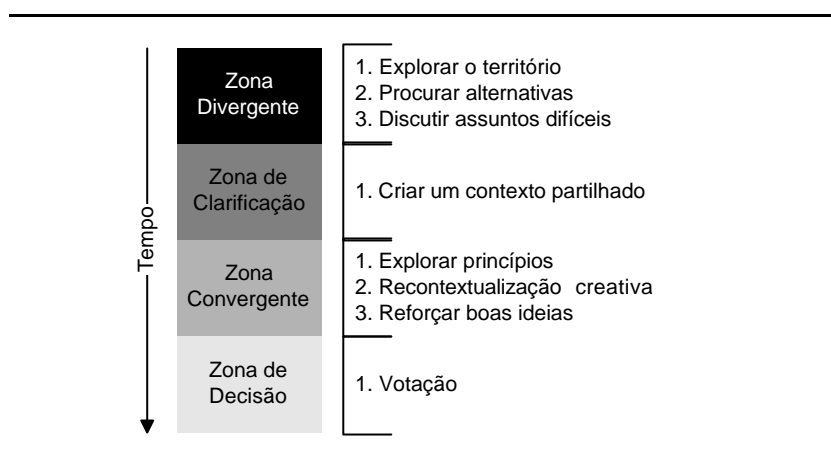 Tempo
Zona
Divergente
1. Explorar o território
2. Procurar alternativas
3. Discutir assuntos difíceis
Zona de
Clarificação
1. Criar um contexto partilhado
Zona
Convergente
1. Explorar princípios
2. Recontextualização creativa
3. Reforçar boas ideias
Zona de
Decisão
1. Votação